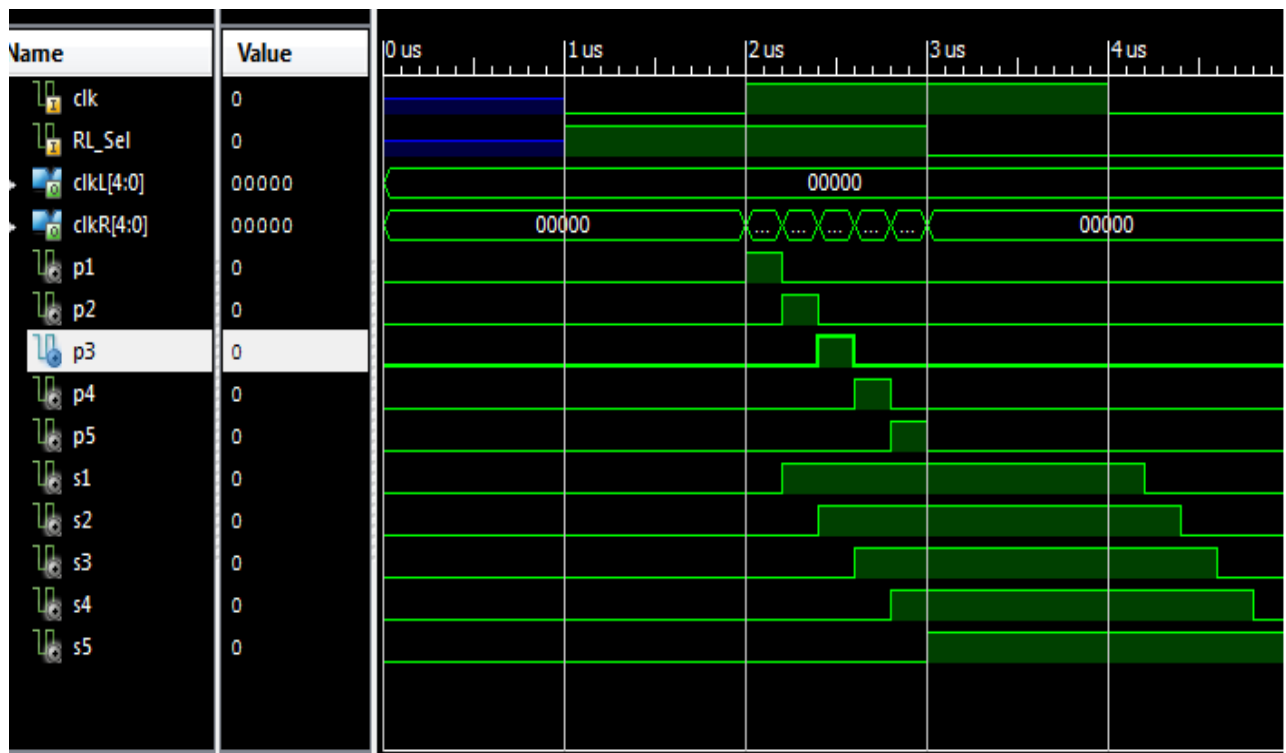 Name Value 0 us 1 us 2 us 3 us 4 us
clk 0
RL_Sel 0
clkL[4:0] 00000 00000
clkR[4:0] 00000 00000 ... ... ... ... ... 00000
p1 0
p2 0
p3 0
p4 0
p5 0
s1 0
s2 0
s3 0
s4 0
s5 0